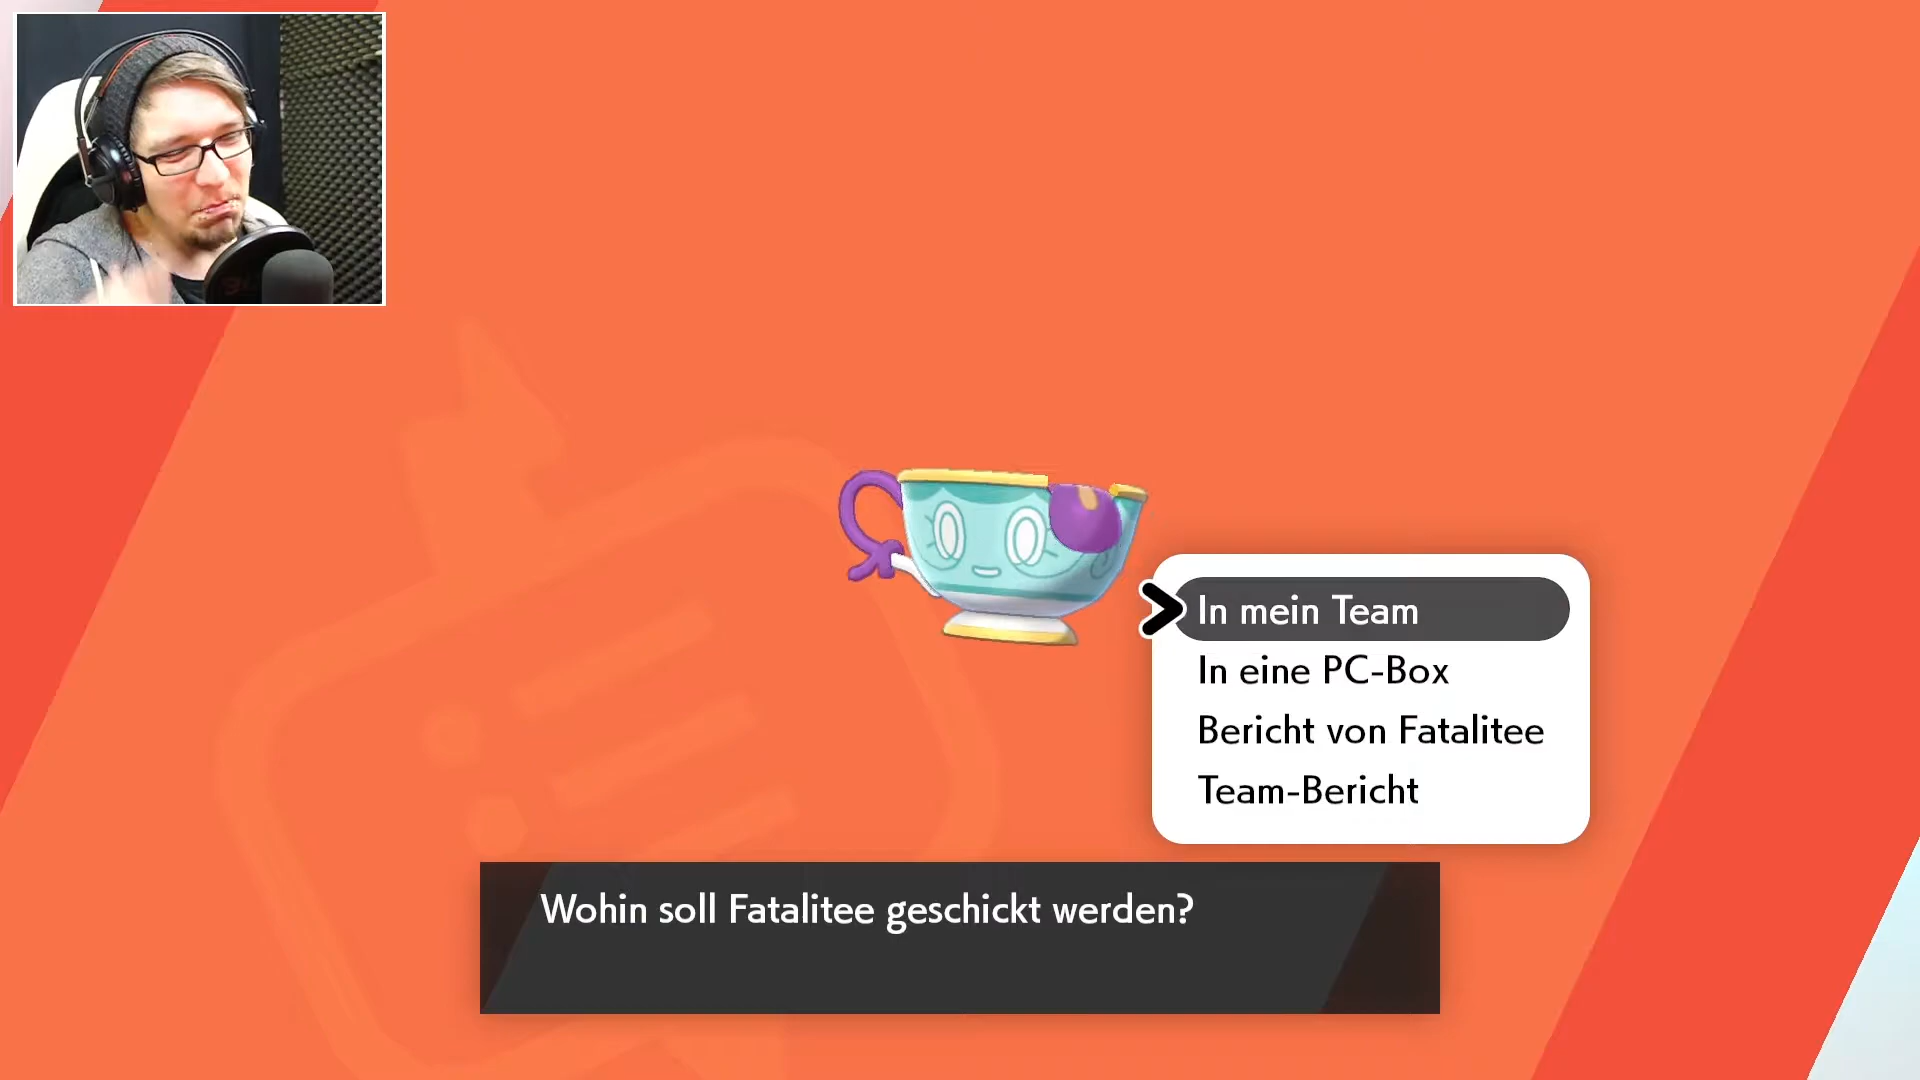 In mein Team
In eine PC-Box
Bericht von Fatalitee
Team-Bericht
Wohin soll Fatalitee geschickt werden?